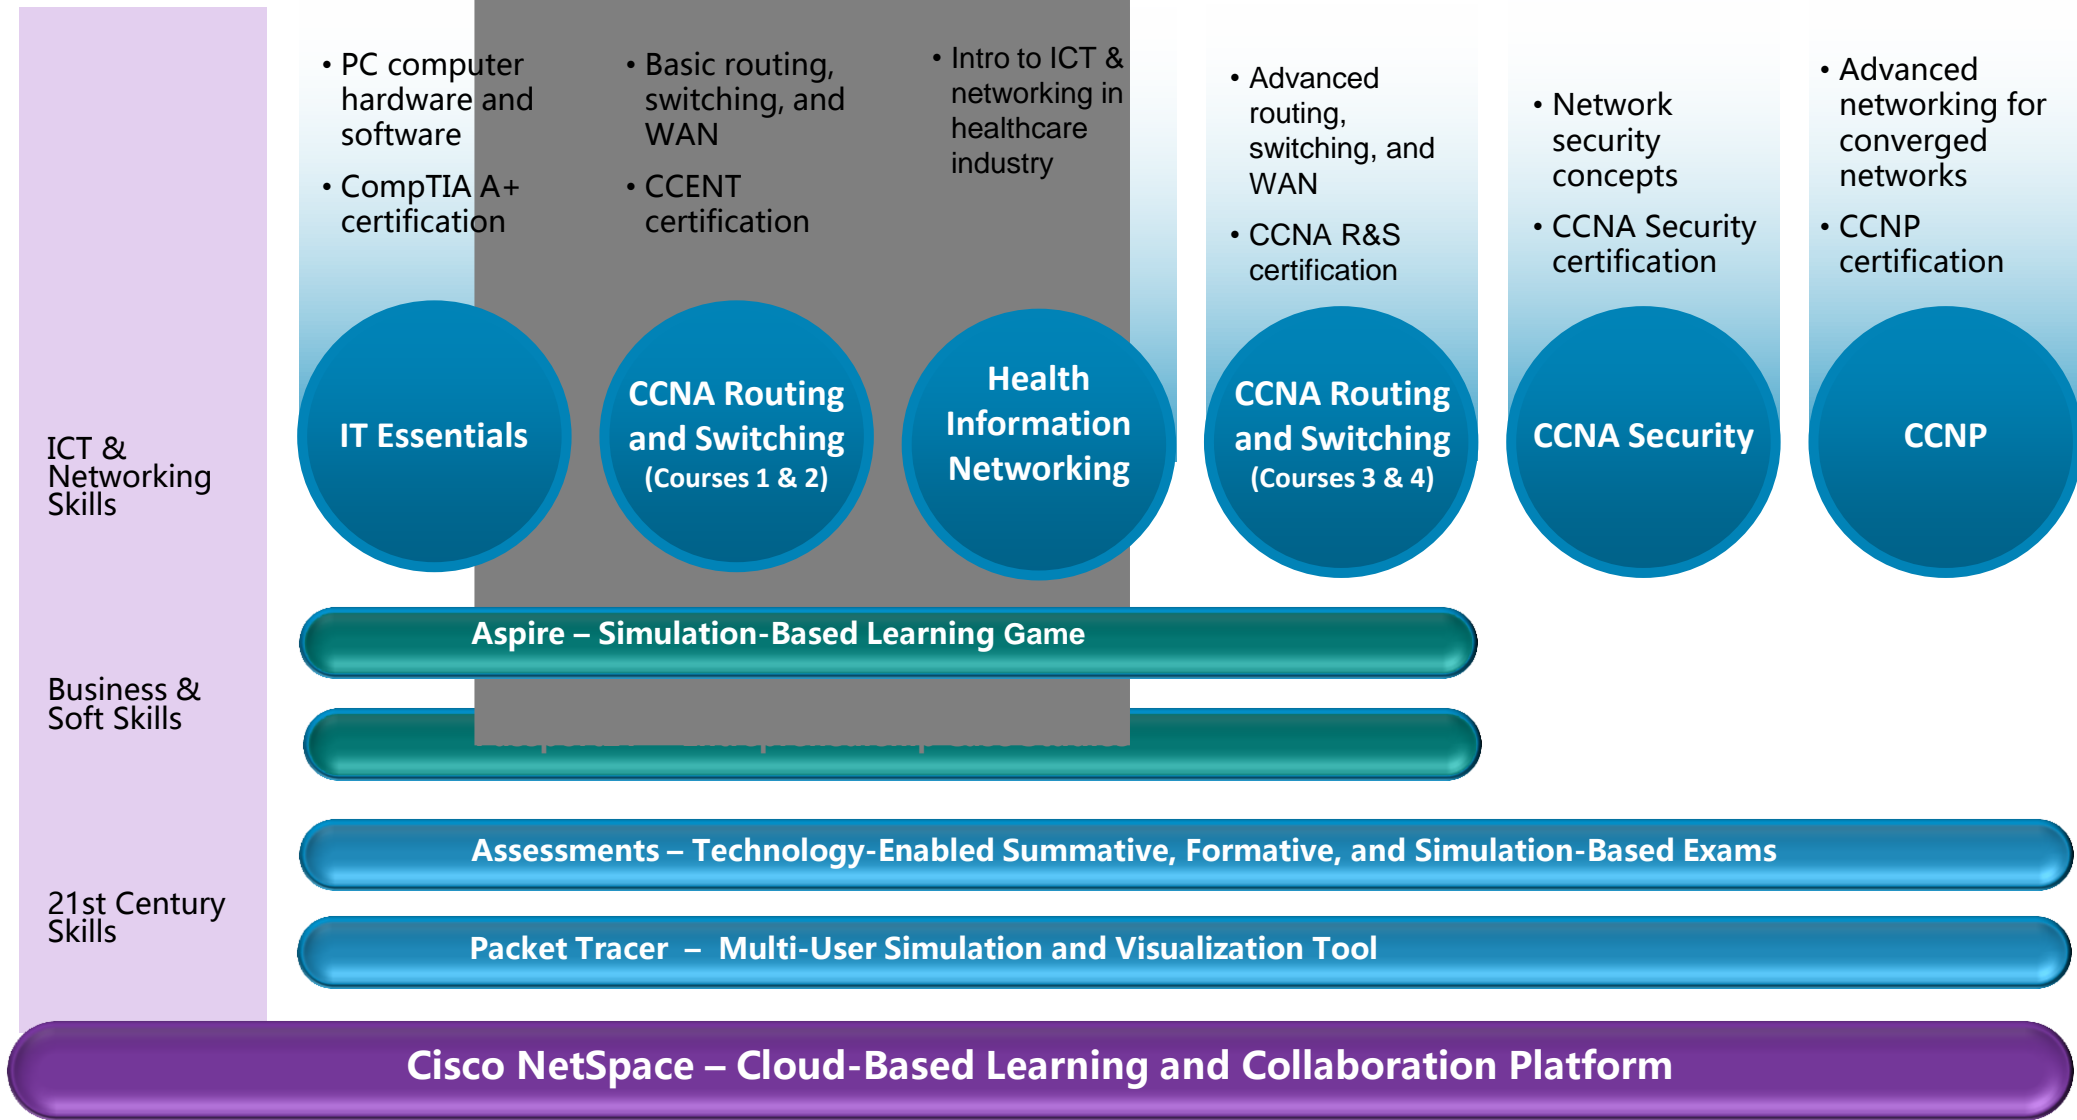 • PC computer
hardware and
software
• CompTIA A+
certification
• Basic routing,
switching, and
WAN
• CCENT
certification
• Intro to ICT &
networking in
healthcare
industry
• Advanced
routing,
switching, and
WAN
• CCNA R&S
certification
• Network
security
concepts
• CCNA Security
certification
• Advanced
networking for
converged
networks
• CCNP
certification
ICT &
Networking
Skills
IT Essentials
CCNA Routing
and Switching
(Courses 1 & 2)
Health
Information
Networking
CCNA Routing
and Switching
(Courses 3 & 4)
CCNA Security
CCNP
Business &
Soft Skills
Aspire – Simulation-Based Learning Game
21st Century
Skills
Assessments – Technology-Enabled Summative, Formative, and Simulation-Based Exams
Packet Tracer – Multi-User Simulation and Visualization Tool
Cisco NetSpace – Cloud-Based Learning and Collaboration Platform